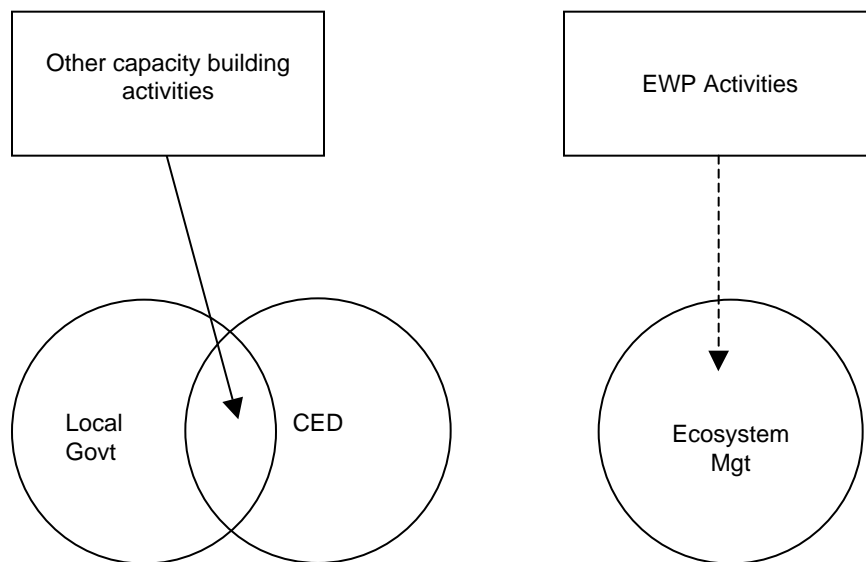 Other capacity building
activities
EWP Activities
Local
Govt
CED
Ecosystem
Mgt